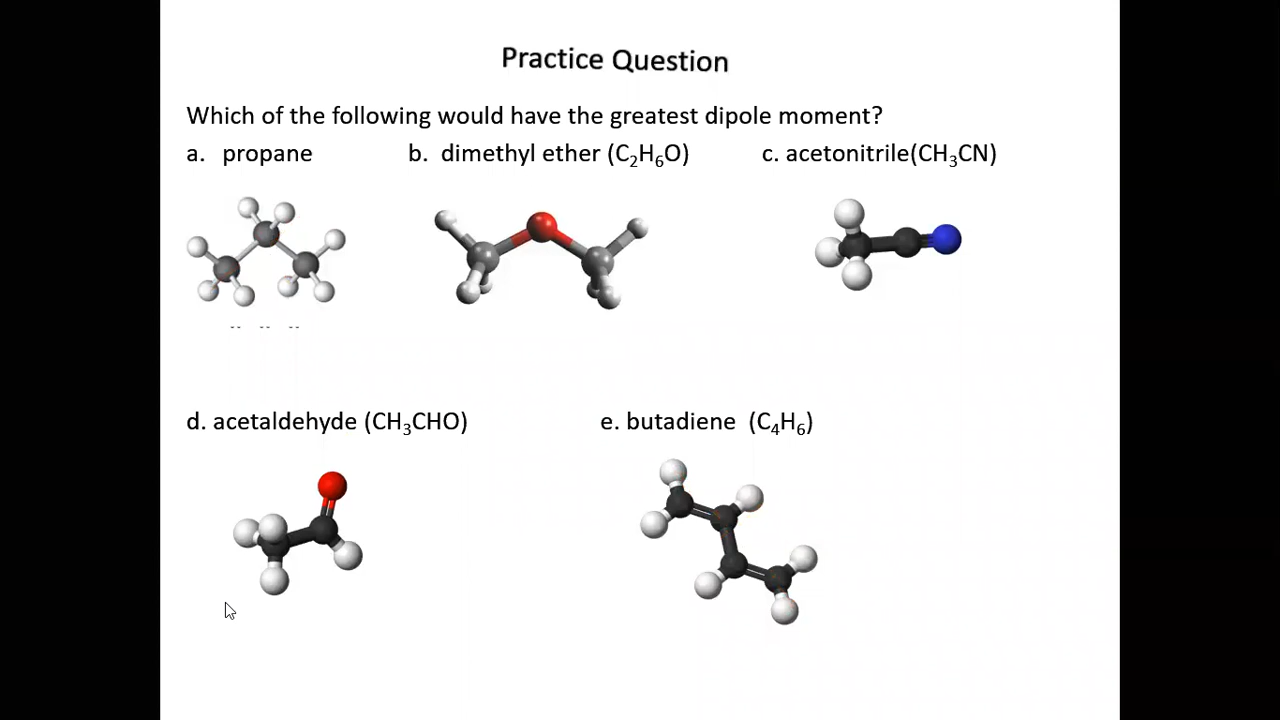 Practice Question
Which of the following would have the greatest dipole moment?
a. propane b. dimethyl ether (C₂H₆O) c. acetonitrile(CH₃CN)
d. acetaldehyde (CH₃CHO) e. butadiene (C₄H₆)